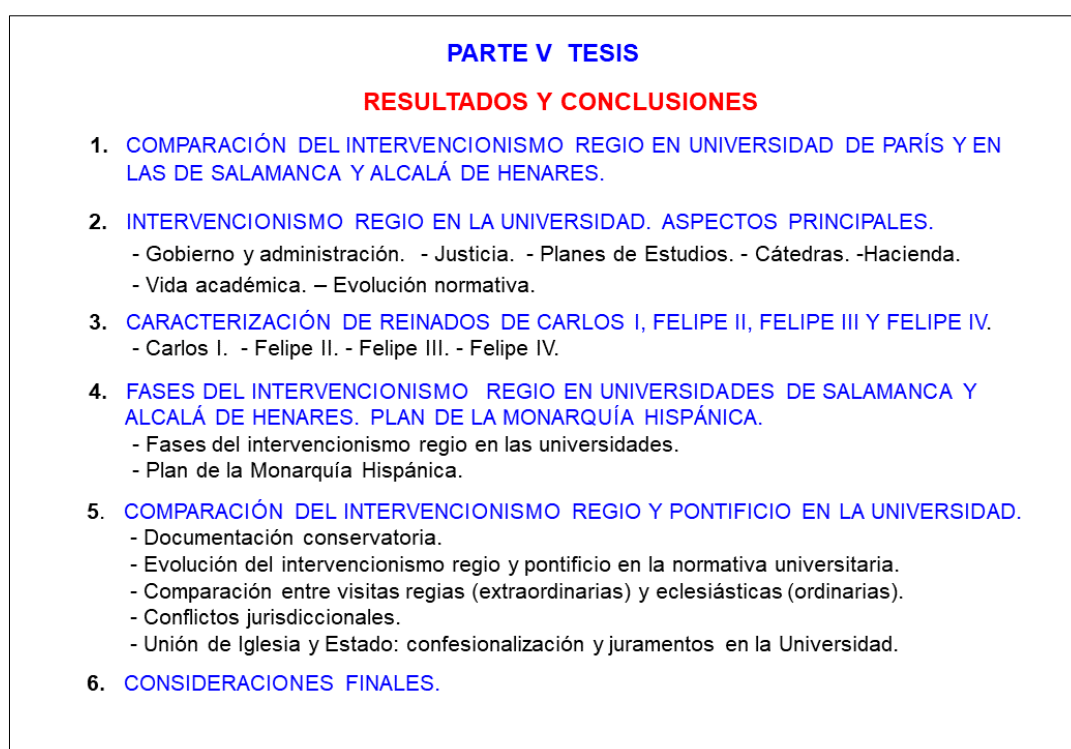 PARTE V TESIS
RESULTADOS Y CONCLUSIONES
1. COMPARACIÓN DEL INTERVENCIONISMO REGIO EN UNIVERSIDAD DE PARÍS Y EN
LAS DE SALAMANCA Y ALCALÁ DE HENARES.
2. INTERVENCIONISMO REGIO EN LA UNIVERSIDAD. ASPECTOS PRINCIPALES.
- Gobierno y administración. - Justicia. - Planes de Estudios. - Cátedras. -Hacienda.
- Vida académica. – Evolución normativa.
3. CARACTERIZACIÓN DE REINADOS DE CARLOS I, FELIPE II, FELIPE III Y FELIPE IV.
- Carlos I. - Felipe II. - Felipe III. - Felipe IV.
4. FASES DEL INTERVENCIONISMO REGIO EN UNIVERSIDADES DE SALAMANCA Y
ALCALÁ DE HENARES. PLAN DE LA MONARQUÍA HISPÁNICA.
- Fases del intervencionismo regio en las universidades.
- Plan de la Monarquía Hispánica.
5. COMPARACIÓN DEL INTERVENCIONISMO REGIO Y PONTIFICIO EN LA UNIVERSIDAD.
- Documentación conservatoria.
- Evolución del intervencionismo regio y pontificio en la normativa universitaria.
- Comparación entre visitas regias (extraordinarias) y eclesiásticas (ordinarias).
- Conflictos jurisdiccionales.
- Unión de Iglesia y Estado: confesionalización y juramentos en la Universidad.
6. CONSIDERACIONES FINALES.